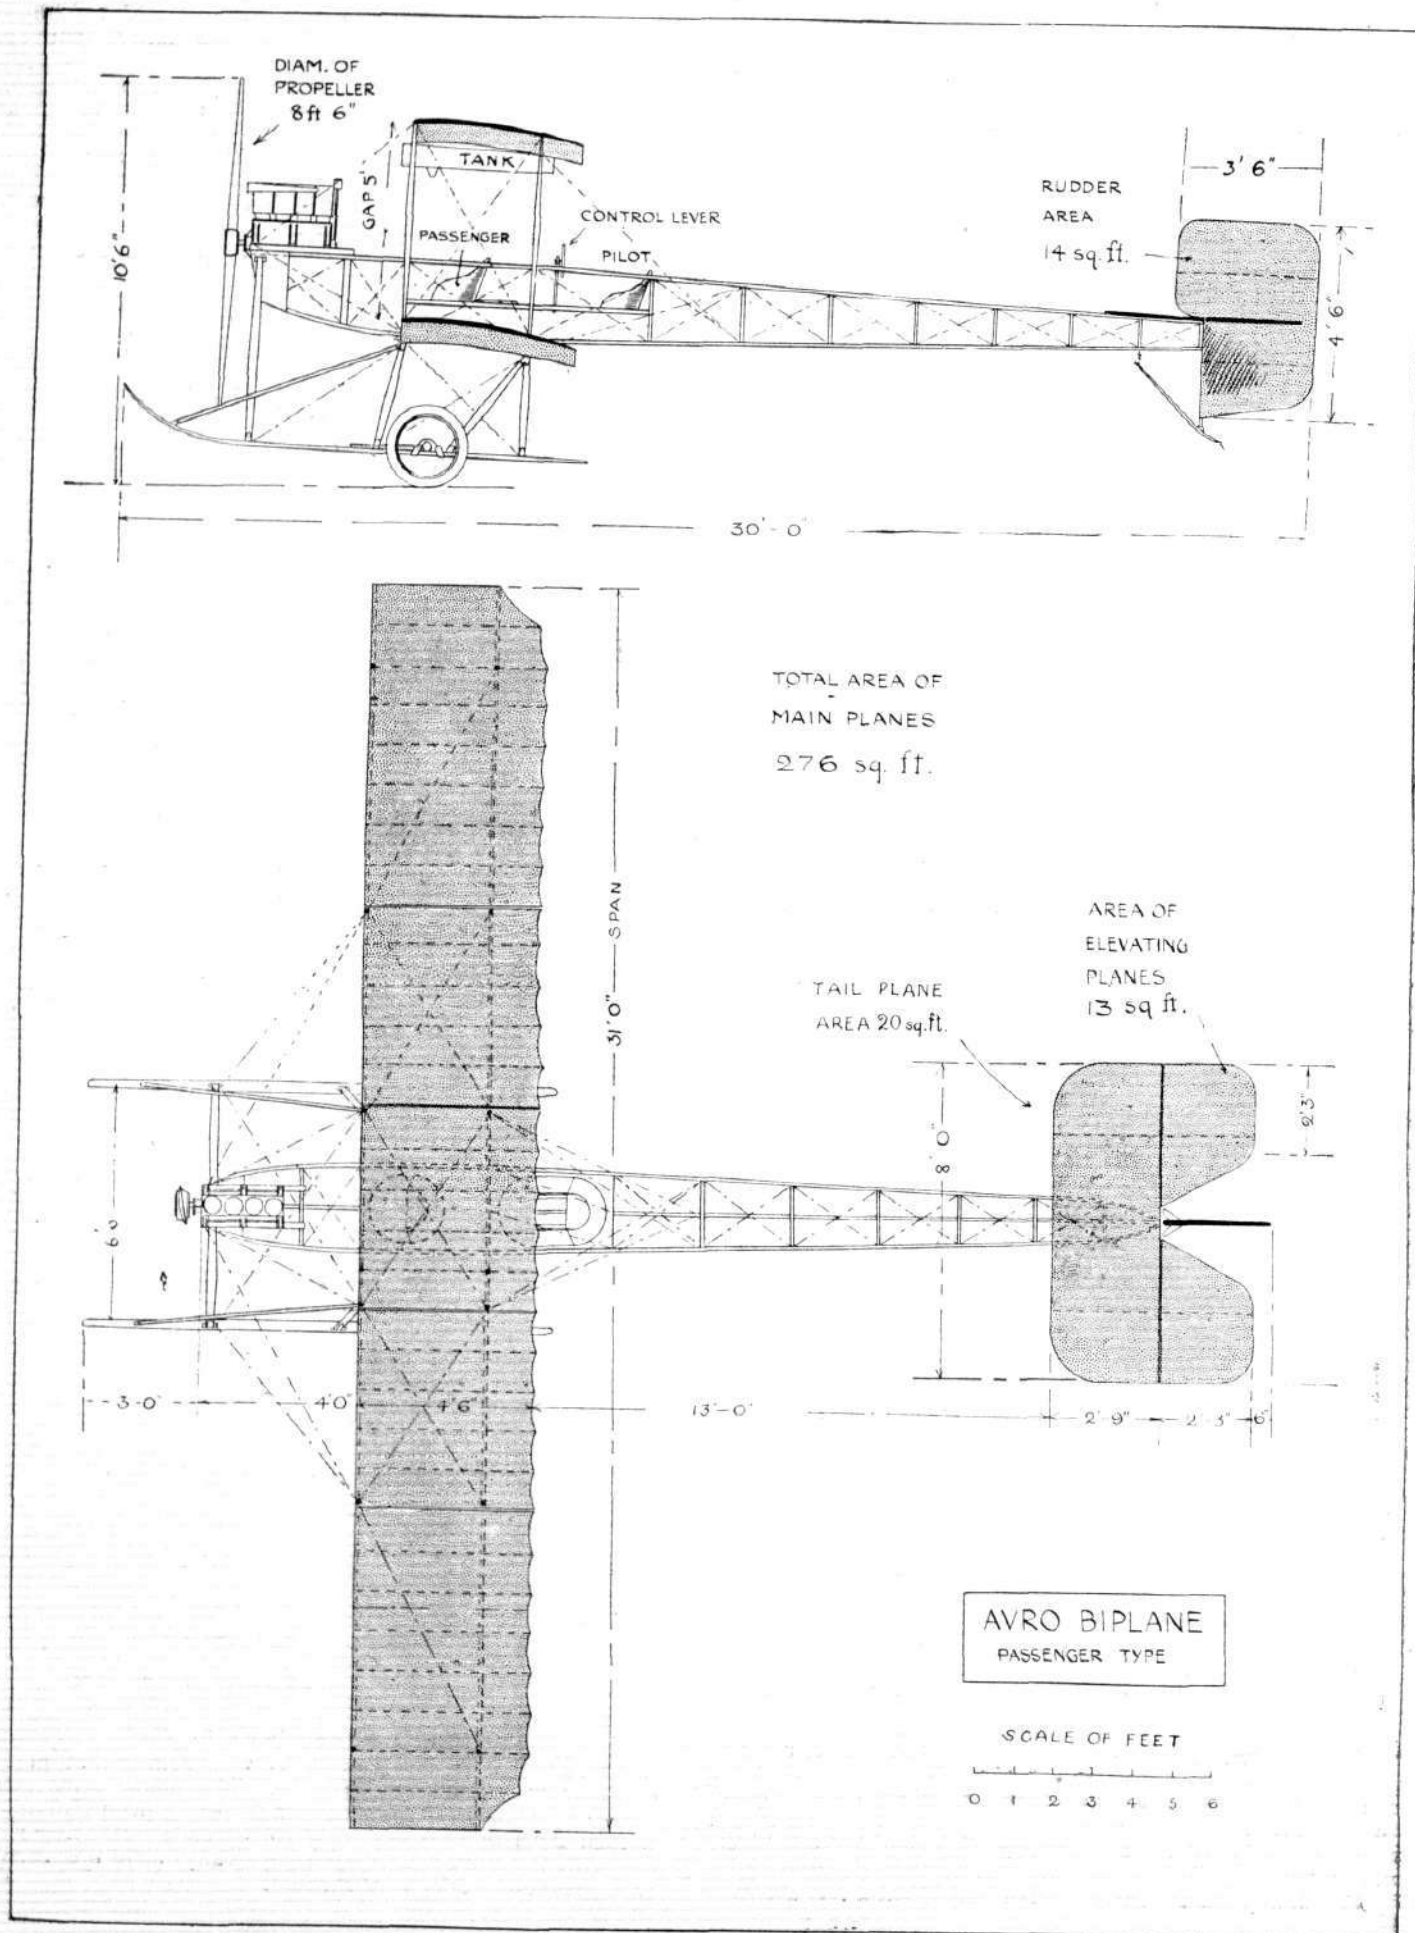 DIAM. OF
PROPELLER
8ft 6"
10'6"
GAP 5'
TANK
PASSENGER
CONTROL LEVER
PILOT
RUDDER
AREA
14 sq. ft.
3' 6"
4' 6"
30'-0"
TOTAL AREA OF
MAIN PLANES
276 sq. ft.
31'0" SPAN
AREA OF
ELEVATING
PLANES
13 sq ft.
TAIL PLANE
AREA 20 sq.ft.
8' 0"
2'3"
6'0"
3-0"
4'0"
4'6"
13'-0"
2'-9"
2'-3"
6"
AVRO BIPLANE
PASSENGER TYPE
SCALE OF FEET
0 1 2 3 4 5 6